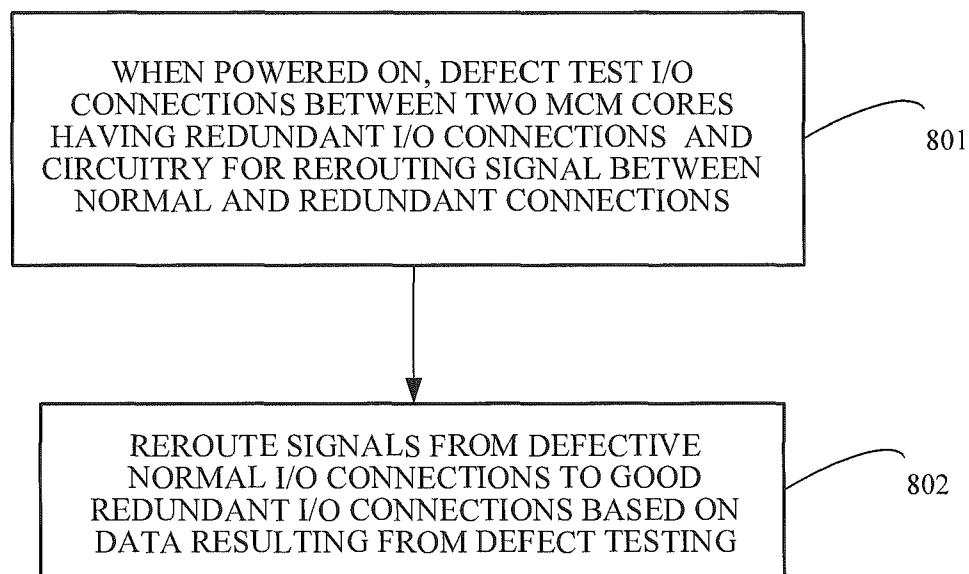 WHEN POWERED ON, DEFECT TEST I/O
CONNECTIONS BETWEEN TWO MCM CORES
HAVING REDUNDANT I/O CONNECTIONS AND
CIRCUITRY FOR REROUTING SIGNAL BETWEEN
NORMAL AND REDUNDANT CONNECTIONS
801
REROUTE SIGNALS FROM DEFECTIVE
NORMAL I/O CONNECTIONS TO GOOD
REDUNDANT I/O CONNECTIONS BASED ON
DATA RESULTING FROM DEFECT TESTING
802